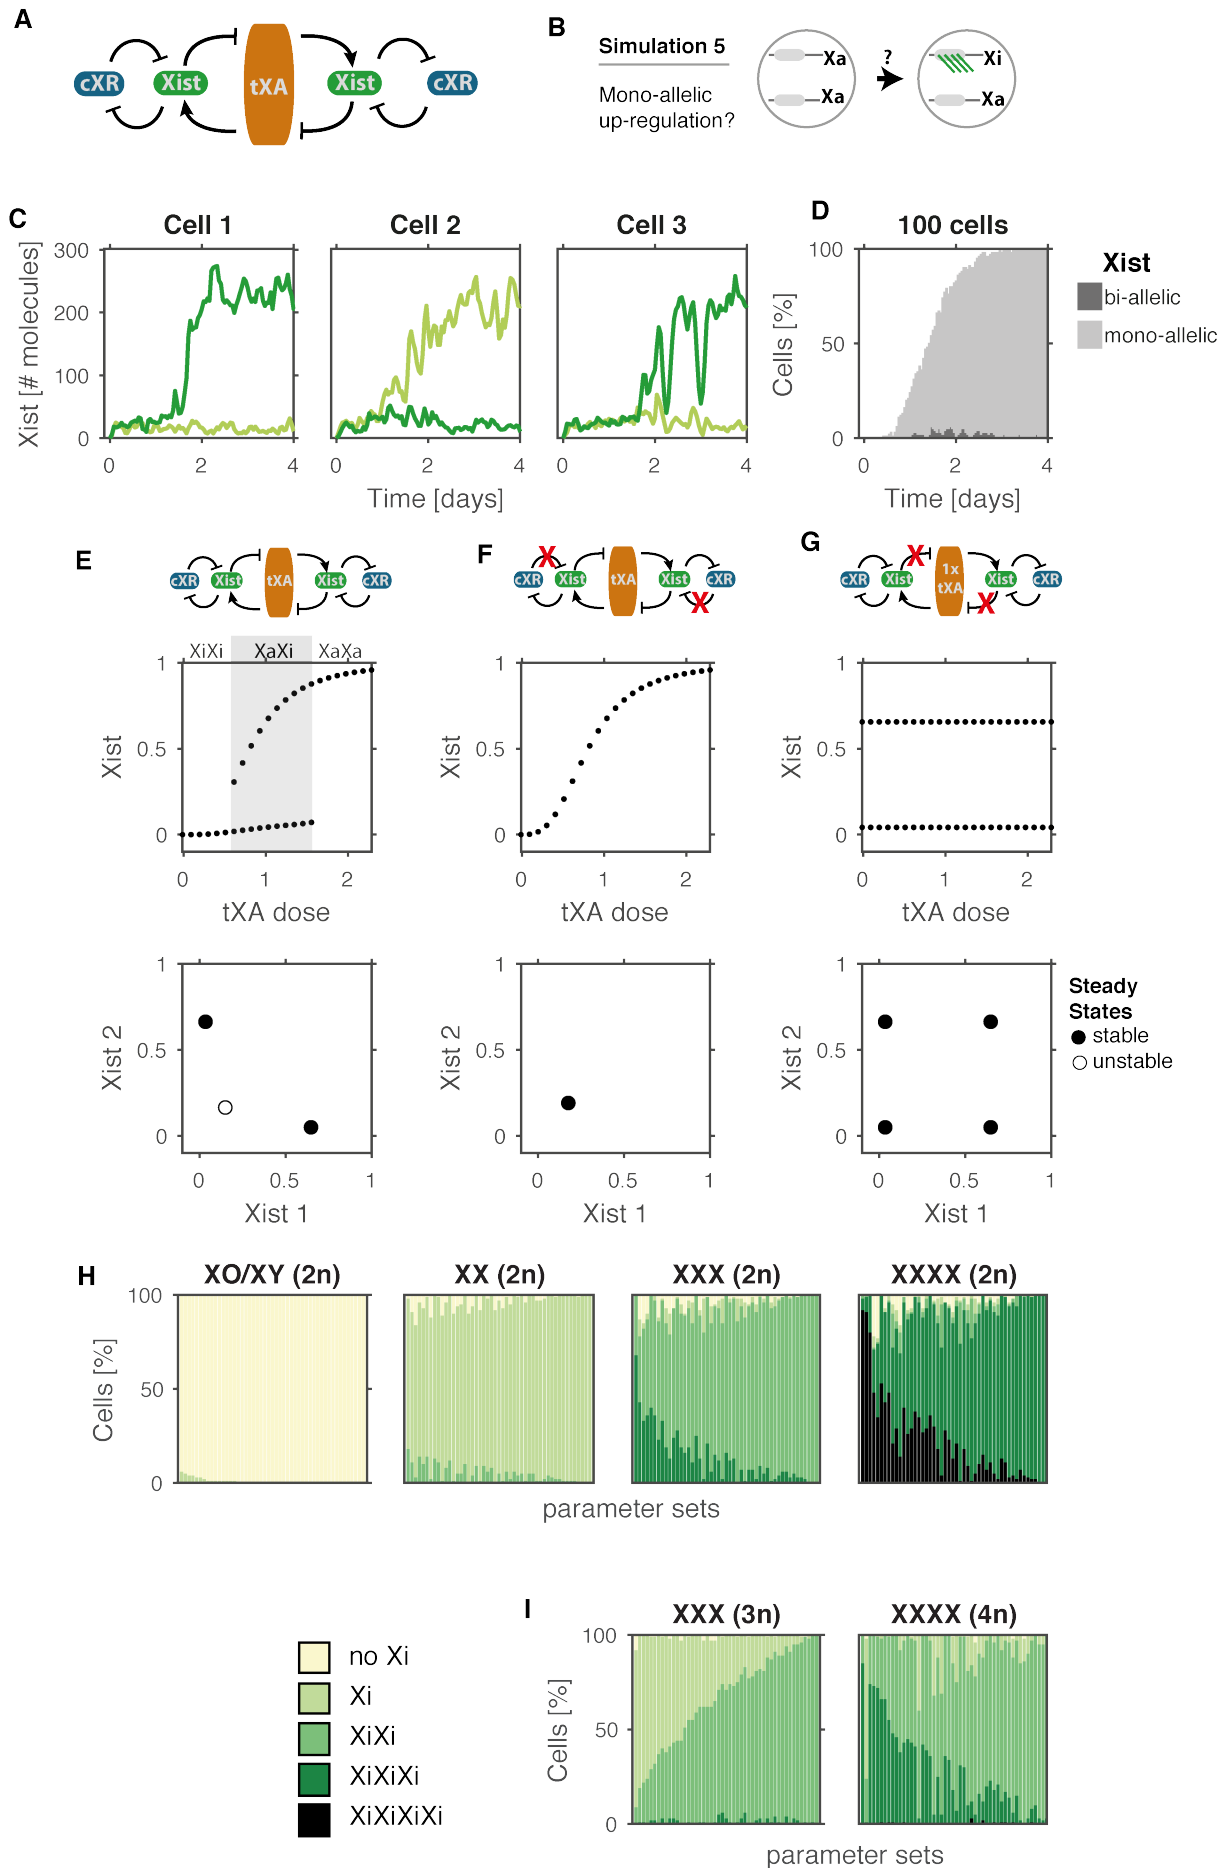 A
cXR
Xist
tXA
Xist
cXR
B
Simulation 5
Mono-allelic
up-regulation?
Xa
Xa
?
Xi
Xa
C
Cell 1
Cell 2
Cell 3
Xist [# molecules]
300
200
100
0
0
2
4
0
2
4
0
2
4
Time [days]
D
100 cells
Cells [%]
100
50
0
0
2
4
Time [days]
Xist
bi-allelic
mono-allelic
E
cXR
Xist
tXA
Xist
cXR
XiXi
XaXi
XaXa
Xist
1
0.5
0
0
1
2
tXA dose
Xist 2
1
0.5
0
0
0.5
1
Xist 1
F
X
cXR
Xist
tXA
Xist
cXR
X
Xist
1
0.5
0
0
1
2
tXA dose
Xist 2
1
0.5
0
0
0.5
1
Xist 1
G
X
cXR
Xist
1x
tXA
Xist
cXR
X
Xist
1
0.5
0
0
1
2
tXA dose
Xist 2
1
0.5
0
0
0.5
1
Xist 1
Steady
States
stable
unstable
H
XO/XY (2n)
XX (2n)
XXX (2n)
XXXX (2n)
Cells [%]
100
50
0
parameter sets
no Xi
Xi
XiXi
XiXiXi
XiXiXiXi
I
XXX (3n)
XXXX (4n)
Cells [%]
100
50
0
parameter sets